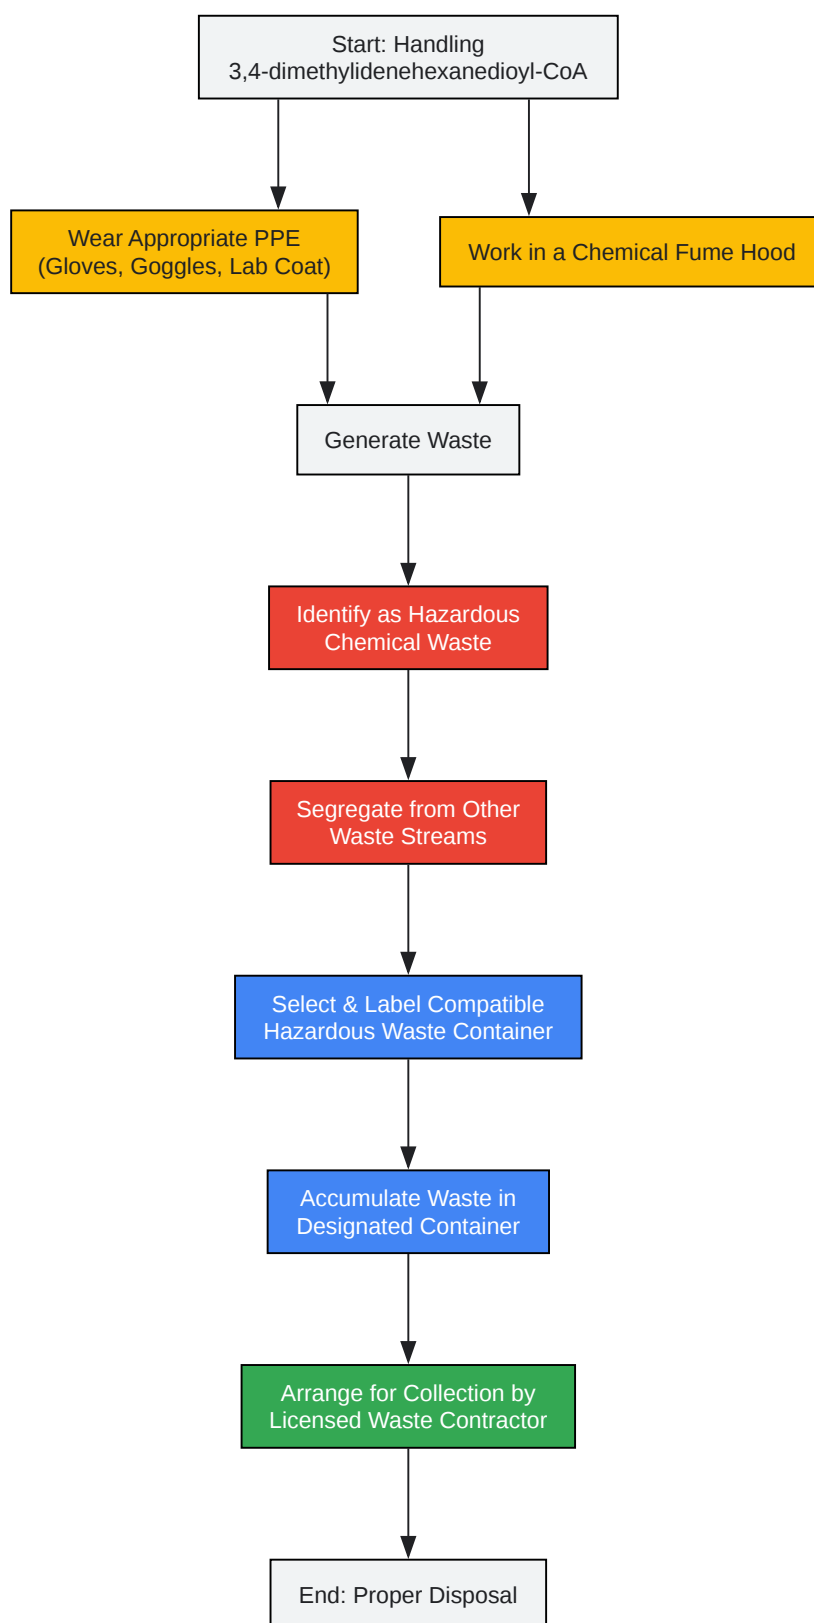 Start: Handling
3,4-dimethylidenehexanedioyl-CoA
Wear Appropriate PPE
(Gloves, Goggles, Lab Coat)
Work in a Chemical Fume Hood
Generate Waste
Identify as Hazardous
Chemical Waste
Segregate from Other
Waste Streams
Select & Label Compatible
Hazardous Waste Container
Accumulate Waste in
Designated Container
Arrange for Collection by
Licensed Waste Contractor
End: Proper Disposal